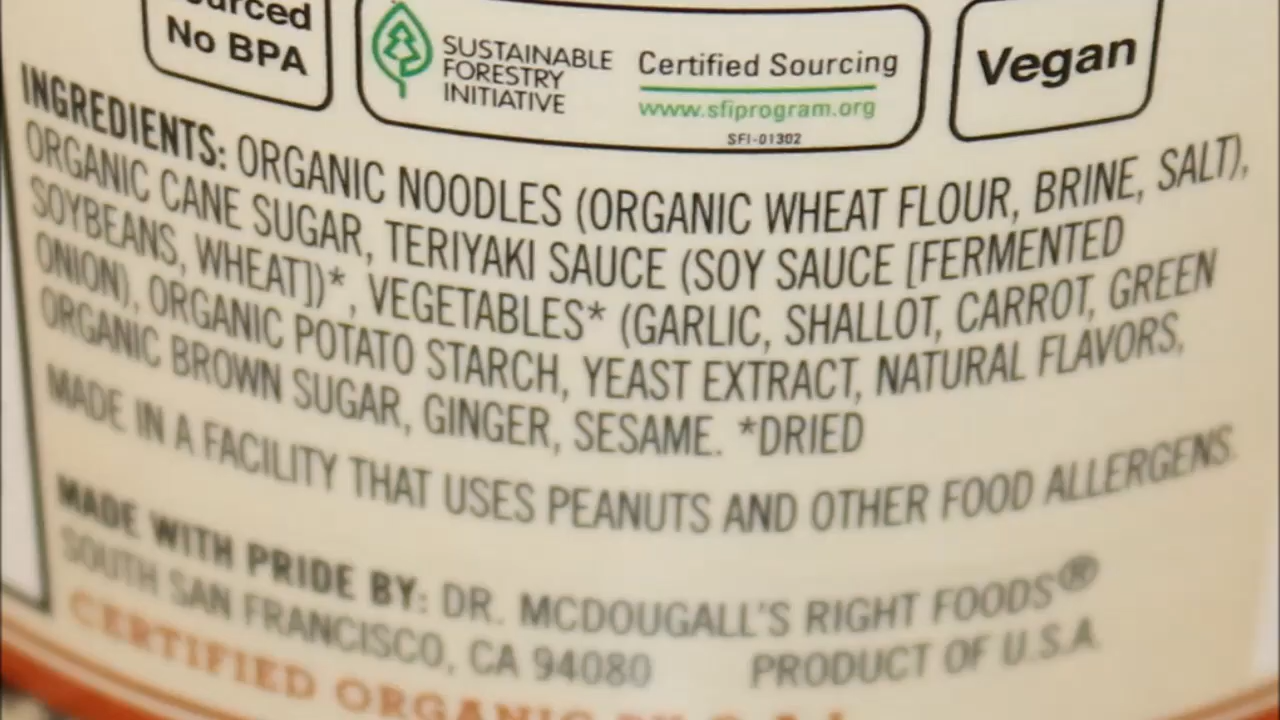 No BPA
SUSTAINABLE
FORESTRY
INITIATIVE
Certified Sourcing
www.sfiprogram.org
SFI-01302
Vegan
INGREDIENTS: ORGANIC NOODLES (ORGANIC WHEAT FLOUR, BRINE, SALT),
ORGANIC CANE SUGAR, TERIYAKI SAUCE (SOY SAUCE [FERMENTED
SOYBEANS, WHEAT])*, VEGETABLES* (GARLIC, SHALLOT, CARROT, GREEN
ONION), ORGANIC POTATO STARCH, YEAST EXTRACT, NATURAL FLAVORS,
ORGANIC BROWN SUGAR, GINGER, SESAME. *DRIED
MADE IN A FACILITY THAT USES PEANUTS AND OTHER FOOD ALLERGENS.
MADE WITH PRIDE BY: DR. MCDOUGALL'S RIGHT FOODS®
SOUTH SAN FRANCISCO, CA 94080 PRODUCT OF U.S.A.
CERTIFIED ORGANIC BY